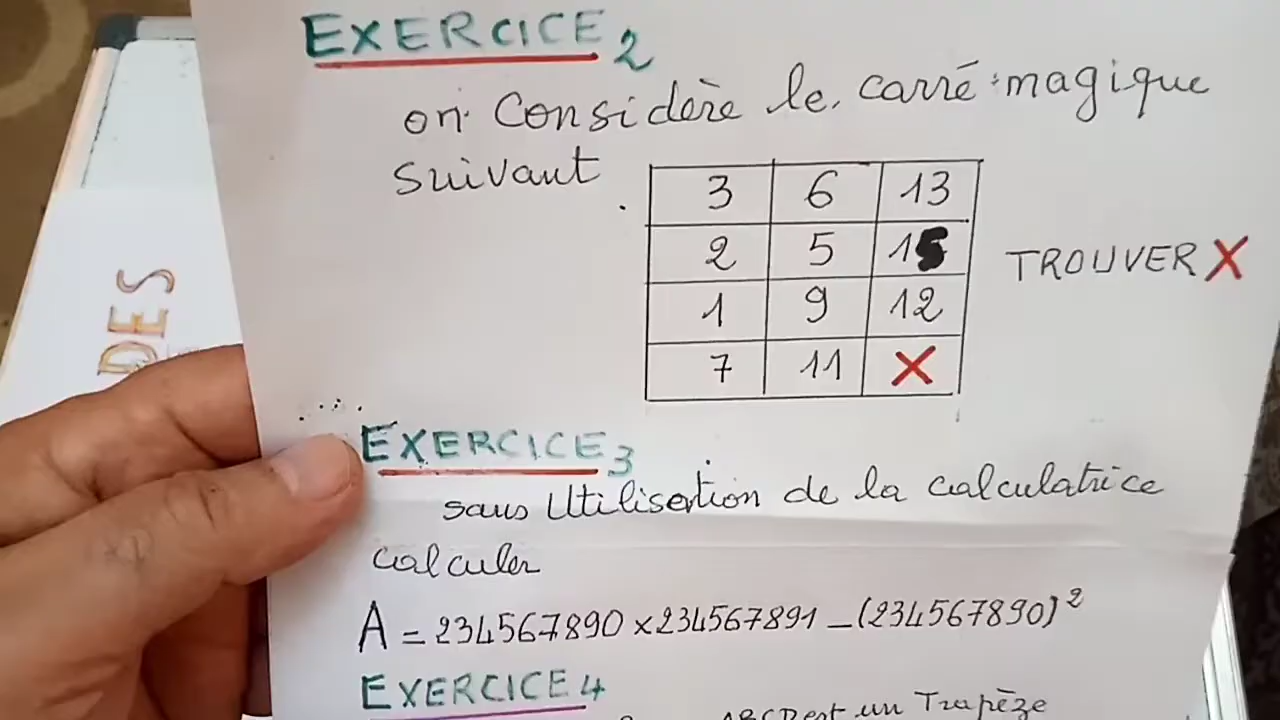 EXERCICE 2
on Considère le carré magique
suivant.
3 6 13
2 5 15
1 9 12
7 11 X
TROUVER X
DES
EXERCICE 3
sans Utilisation de la calculatrice
calculer
A = 234567890 x 234567891 - (234567890)²
EXERCICE 4
ABCD est un Trapèze